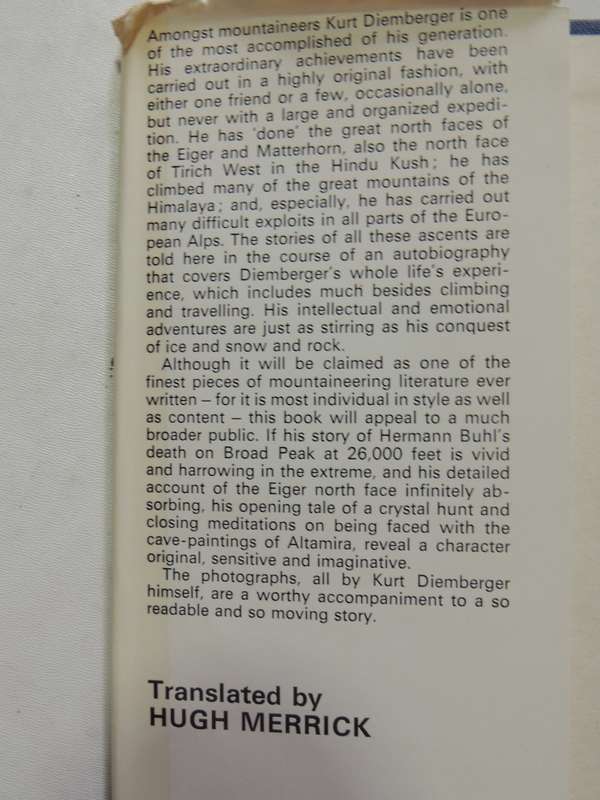 Amongst mountaineers Kurt Diemberger is one
of the most accomplished of his generation.
His extraordinary achievements have been
carried out in a highly original fashion, with
either one friend or a few, occasionally alone,
but never with a large and organized expedi-
tion. He has 'done' the great north faces of
the Eiger and Matterhorn, also the north face
of Tirich West in the Hindu Kush; he has
climbed many of the great mountains of the
Himalaya; and, especially, he has carried out
many difficult exploits in all parts of the Euro-
pean Alps. The stories of all these ascents are
told here in the course of an autobiography
that covers Diemberger's whole life's experi-
ence, which includes much besides climbing
and travelling. His intellectual and emotional
adventures are just as stirring as his conquest
of ice and snow and rock.
Although it will be claimed as one of the
finest pieces of mountaineering literature ever
written – for it is most individual in style as well
as content – this book will appeal to a much
broader public. If his story of Hermann Buhl's
death on Broad Peak at 26,000 feet is vivid
and harrowing in the extreme, and his detailed
account of the Eiger north face infinitely ab-
sorbing, his opening tale of a crystal hunt and
closing meditations on being faced with the
cave-paintings of Altamira, reveal a character
original, sensitive and imaginative.
The photographs, all by Kurt Diemberger
himself, are a worthy accompaniment to a so
readable and so moving story.
Translated by
HUGH MERRICK